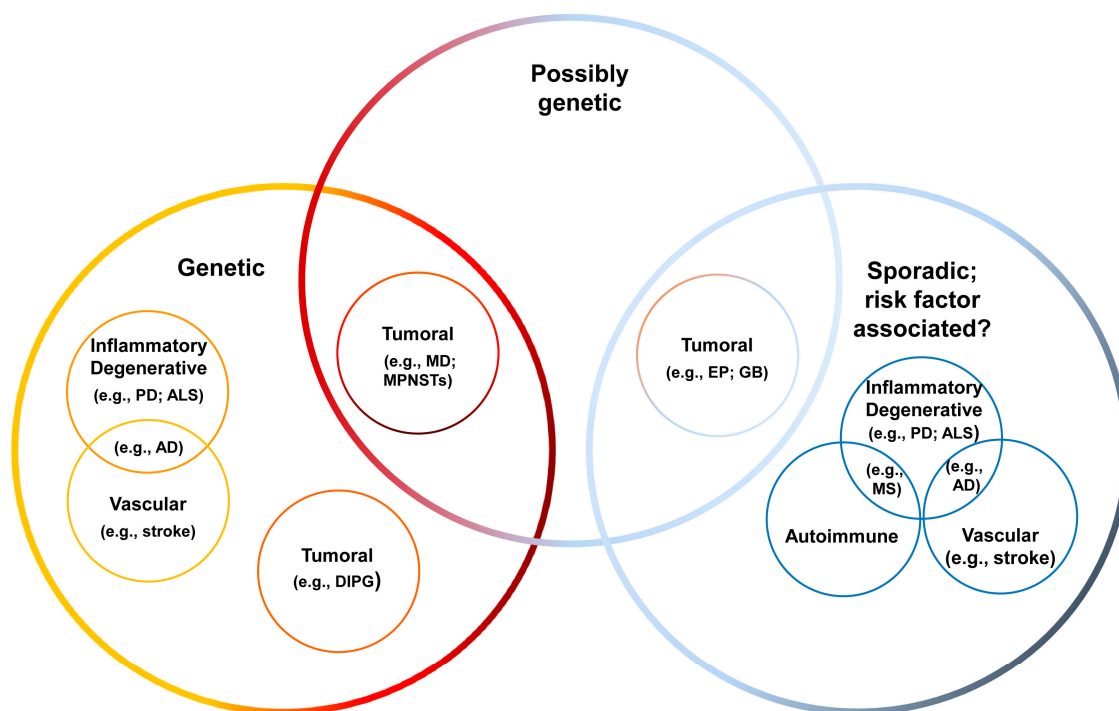 Possibly
genetic
Genetic
Inflammatory
Degenerative
(e.g., PD; ALS)
(e.g., AD)
Vascular
(e.g., stroke)
Tumoral
(e.g., DIPG)
Tumoral
(e.g., MD;
MPNSTs)
Tumoral
(e.g., EP; GB)
Sporadic;
risk factor
associated?
Inflammatory
Degenerative
(e.g., PD; ALS)
(e.g.,
MS)
(e.g.,
AD)
Autoimmune
Vascular
(e.g., stroke)